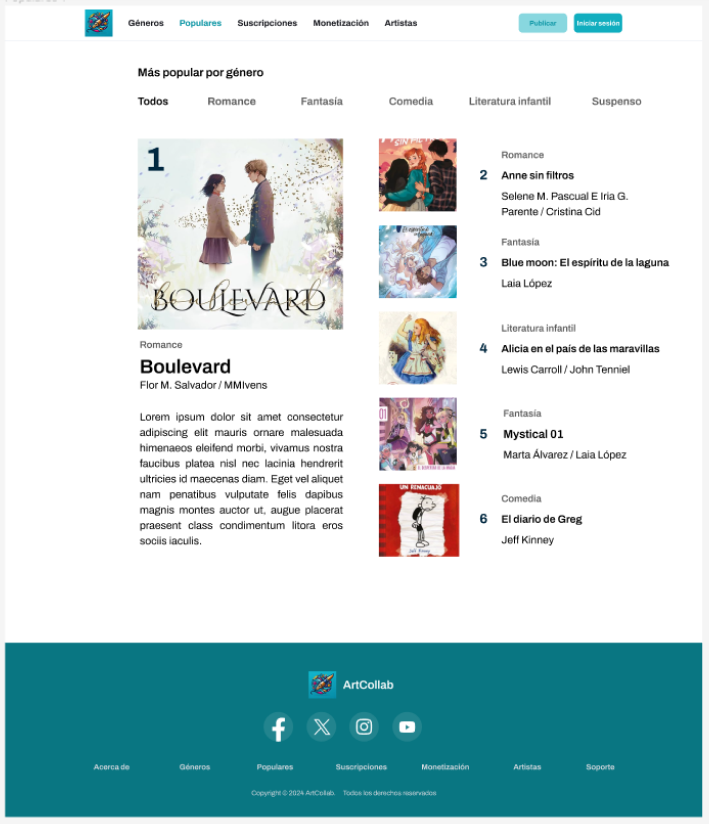 Géneros
Populares
Suscripciones
Monetización
Artistas
Publicar
Iniciar sesión
Más popular por género
Todos
Romance
Fantasía
Comedia
Literatura infantil
Suspenso
1
BOULEVARD
Romance
Boulevard
Flor M. Salvador / MMIvens
Lorem ipsum dolor sit amet consectetur
adipiscing elit mauris ornare malesuada
himenaeos eleifend morbi, vivamus nostra
faucibus platea nisl nec lacinia hendrerit
ultricies id maecenas diam. Eget vel aliquet
nam penatibus vulputate felis dapibus
magnis montes auctor ut, augue placerat
praesent class condimentum litora eros
sociis iaculis.
SIN FILTROS
Romance
2
Anne sin filtros
Selene M. Pascual E Iria G.
Parente / Cristina Cid
Fantasía
3
Blue moon: El espíritu de la laguna
Laia López
Literatura infantil
4
Alicia en el país de las maravillas
Lewis Carroll / John Tenniel
01
Fantasía
5
Mystical 01
Marta Álvarez / Laia López
UN RENACUAJO
Jeff Kinney
Comedia
6
El diario de Greg
Jeff Kinney
ArtCollab
Acerca de
Géneros
Populares
Suscripciones
Monetización
Artistas
Soporte
Copyright © 2024 ArtCollab. Todos los derechos reservados